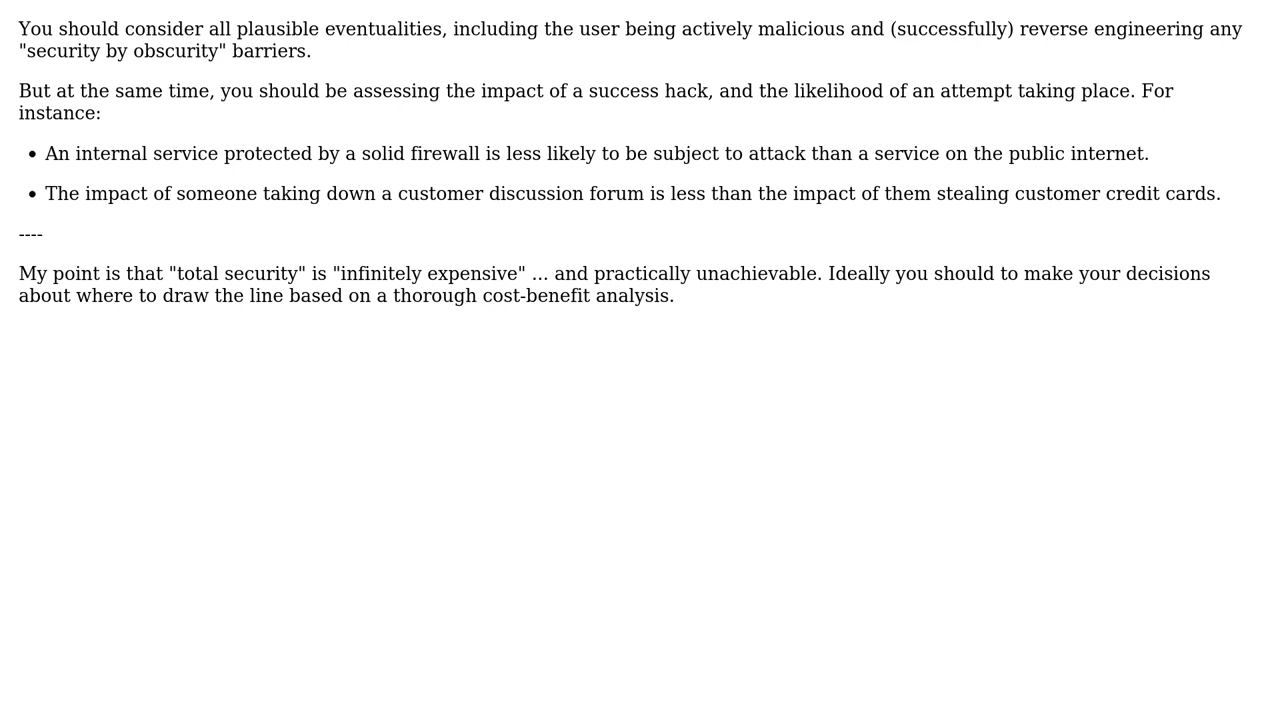 You should consider all plausible eventualities, including the user being actively malicious and (successfully) reverse engineering any
"security by obscurity" barriers.
But at the same time, you should be assessing the impact of a success hack, and the likelihood of an attempt taking place. For
instance:
• An internal service protected by a solid firewall is less likely to be subject to attack than a service on the public internet.
• The impact of someone taking down a customer discussion forum is less than the impact of them stealing customer credit cards.
----
My point is that "total security" is "infinitely expensive" ... and practically unachievable. Ideally you should to make your decisions
about where to draw the line based on a thorough cost-benefit analysis.